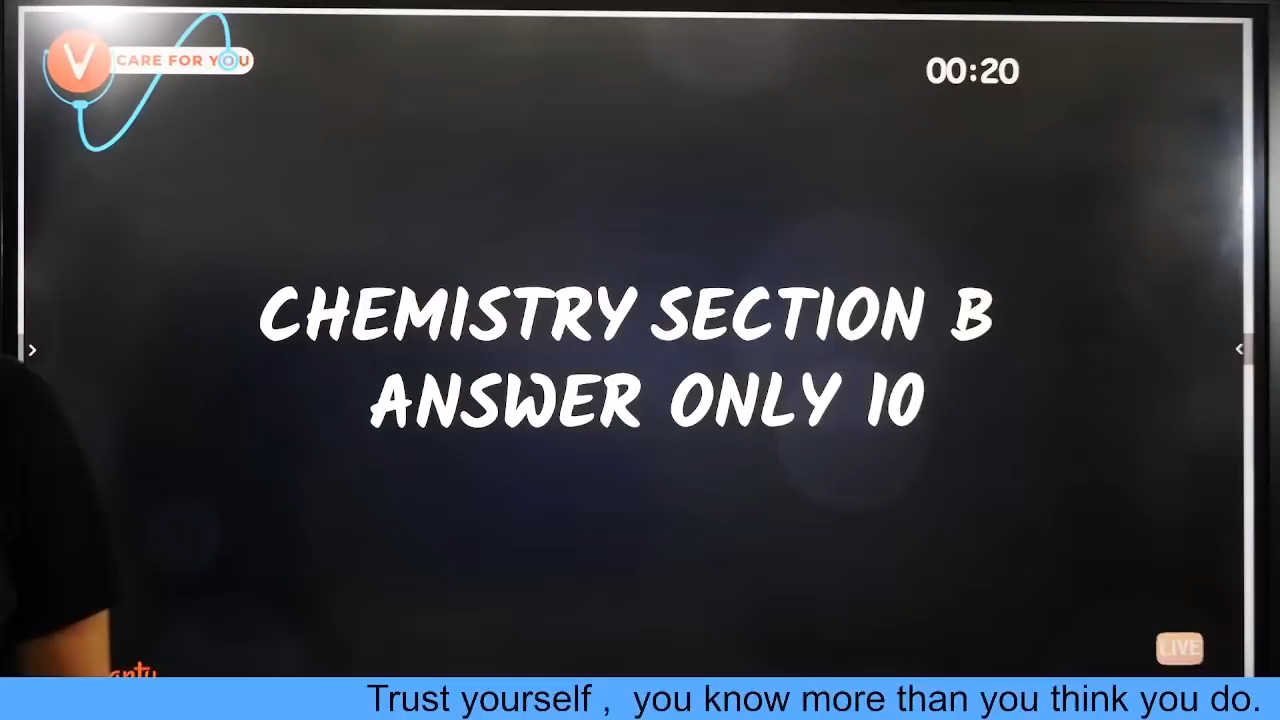 V
CARE FOR YOU
00:20
CHEMISTRY SECTION B
ANSWER ONLY 10
LIVE
Trust yourself , you know more than you think you do.